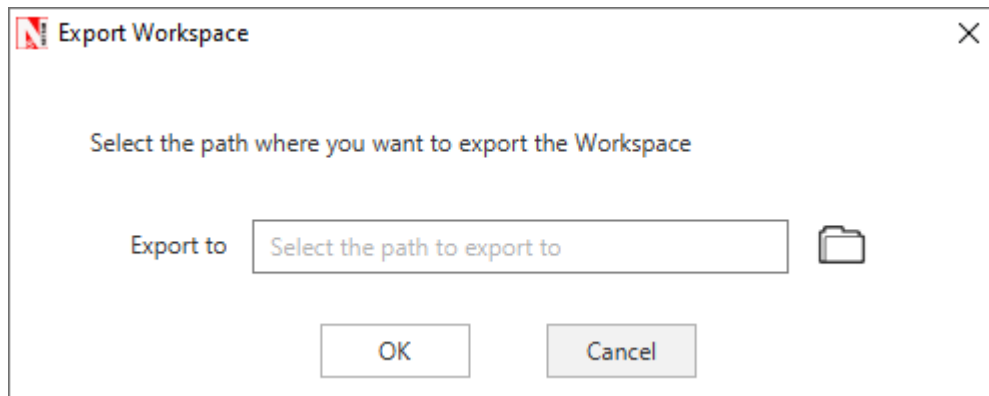 Export Workspace
Select the path where you want to export the Workspace
Export to Select the path to export to
OK Cancel